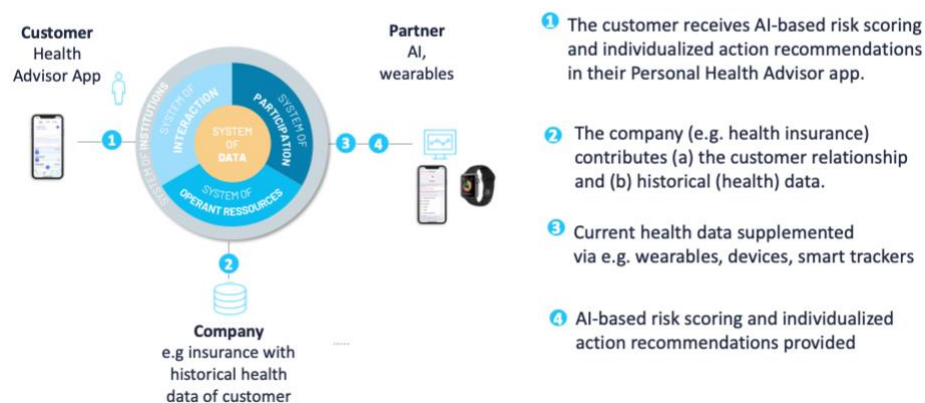 Customer
Health
Advisor App
Partner
AI,
wearables
SYSTEM OF INSTITUTIONS
SYSTEM OF
INTERACTION
SYSTEM OF
PARTICIPATION
SYSTEM
OF
DATA
SYSTEM OF
OPERANT RESSOURCES
1
3
4
2
Company
e.g insurance with
historical health
data of customer
.....
1 The customer receives AI-based risk scoring
and individualized action recommendations
in their Personal Health Advisor app.
2 The company (e.g. health insurance)
contributes (a) the customer relationship
and (b) historical (health) data.
3 Current health data supplemented
via e.g. wearables, devices, smart trackers
4 AI-based risk scoring and individualized
action recommendations provided